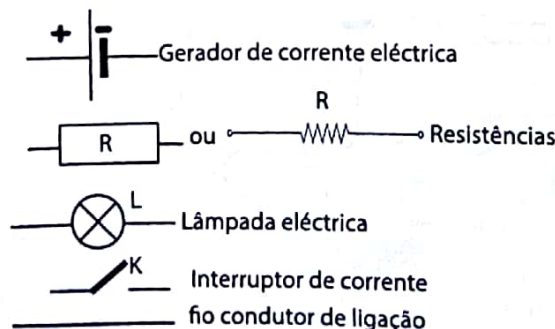 + -
Gerador de corrente eléctrica
R
R ou Resistências
L
Lâmpada eléctrica
K
Interruptor de corrente
fio condutor de ligação